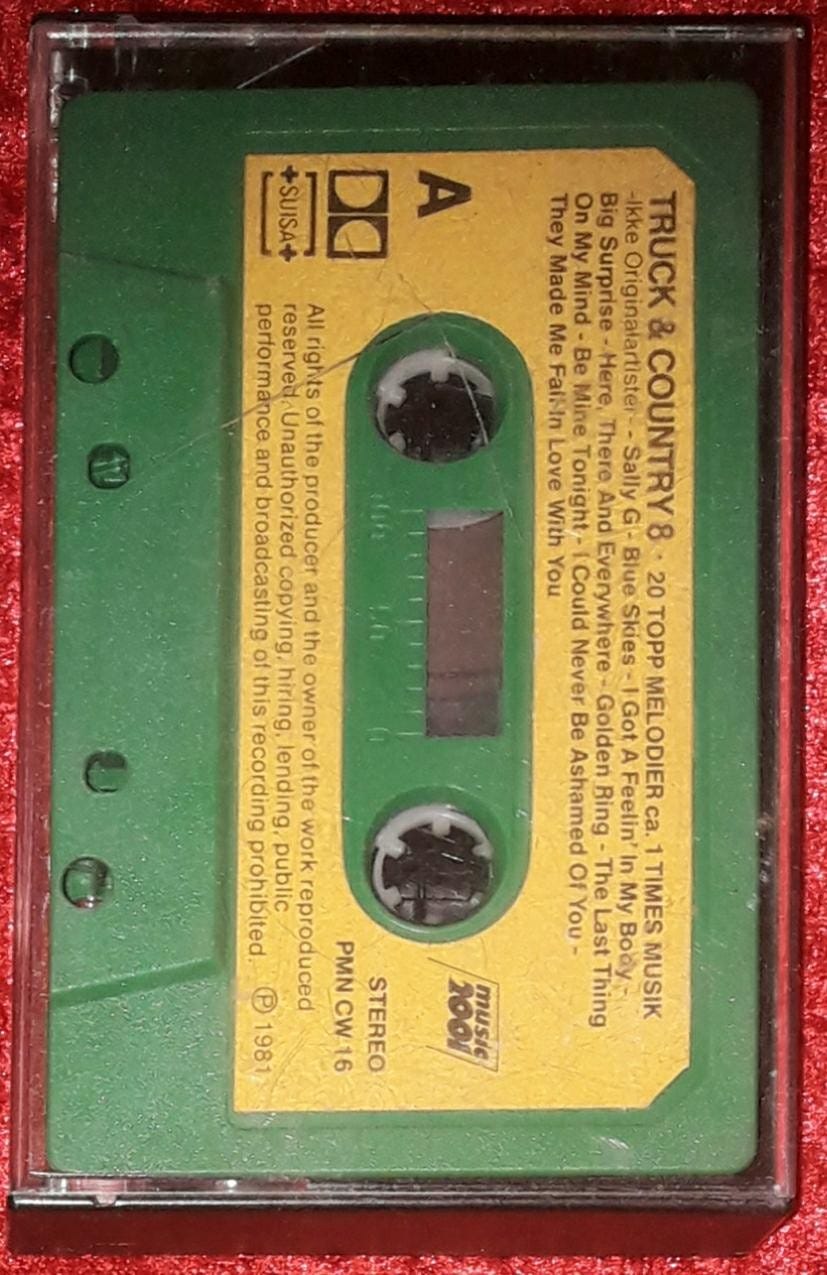 TRUCK & COUNTRY 8 · 20 TOPP MELODIER ca. 1 TIMES MUSIK
-Ikke Originalartister- - Sally G - Blue Skies - I Got A Feelin' In My Body -
Big Surprise - Here, There And Everywhere - Golden Ring - The Last Thing
On My Mind - Be Mine Tonight - I Could Never Be Ashamed Of You -
They Made Me Fall In Love With You
A
music
2001
STEREO
PMN CW 16
+SUISA+
All rights of the producer and the owner of the work reproduced
reserved. Unauthorized copying, hiring, lending, public
performance and broadcasting of this recording prohibited. Ⓟ 1981